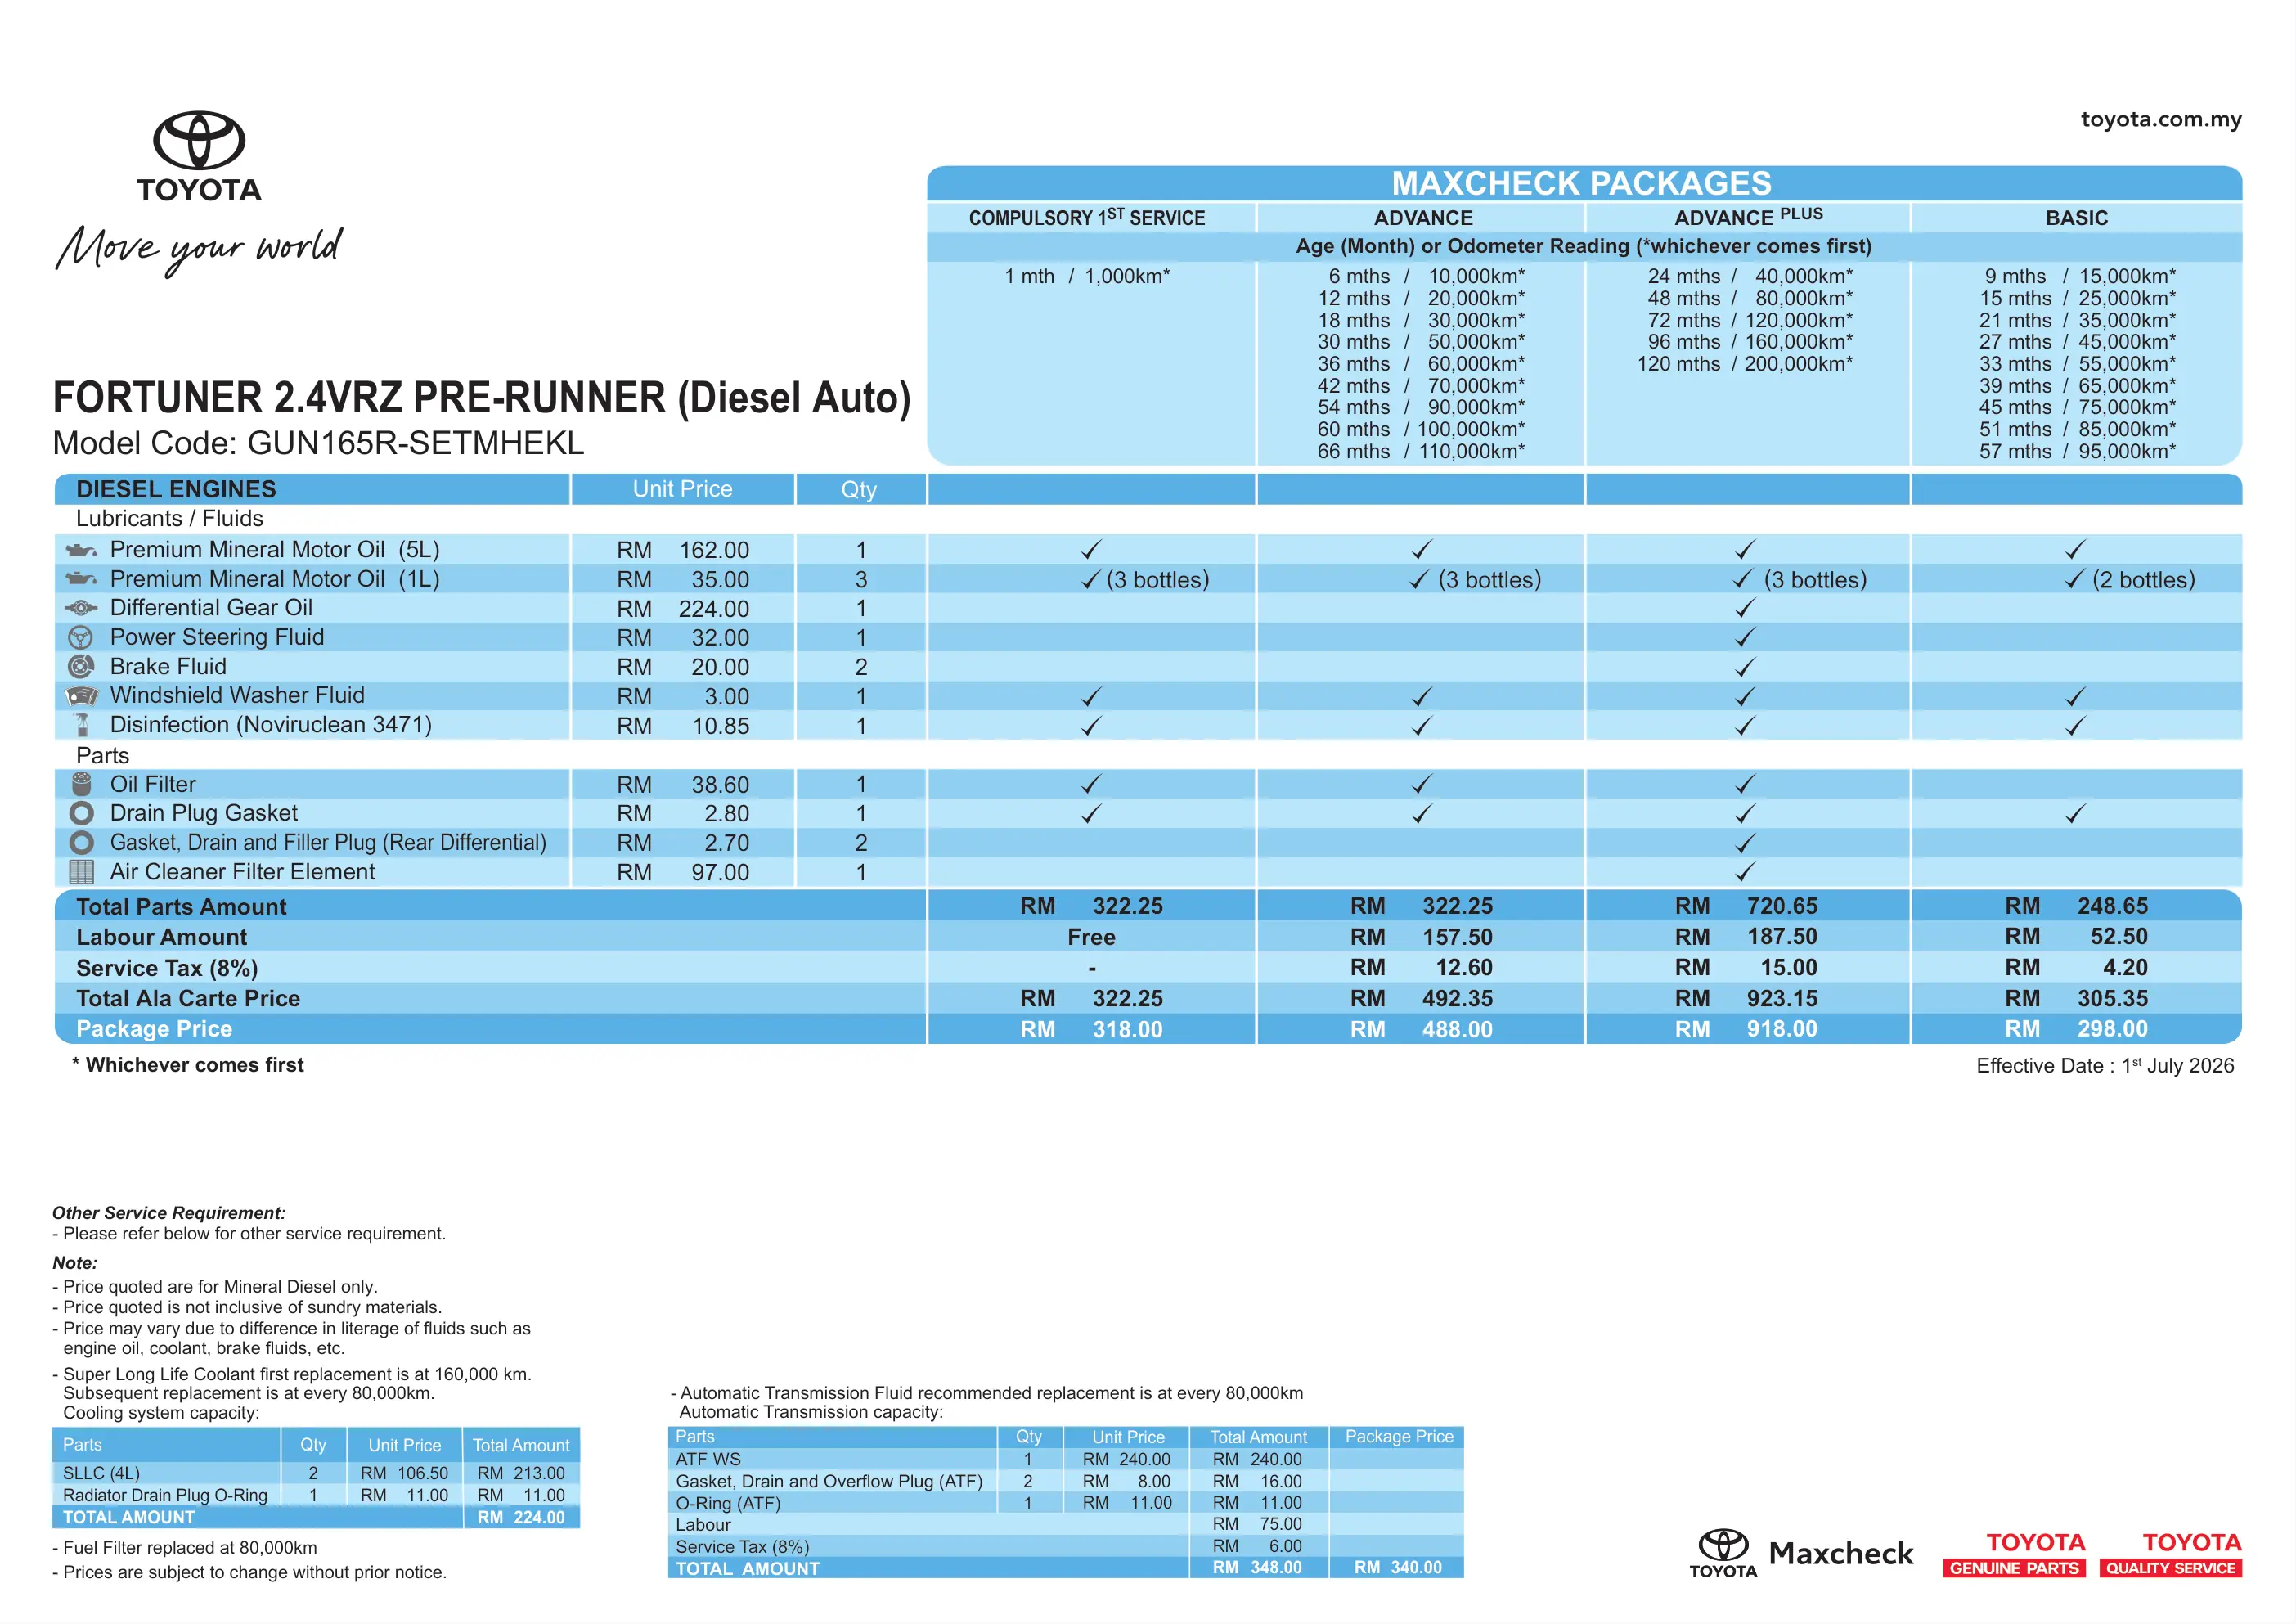 toyota.com.my
TOYOTA
Move your world
MAXCHECK PACKAGES
COMPULSORY 1ST SERVICE ADVANCE ADVANCE PLUS BASIC
Age (Month) or Odometer Reading (*whichever comes first)
1 mth / 1,000km* 6 mths / 10,000km* 24 mths / 40,000km* 9 mths / 15,000km*
12 mths / 20,000km* 48 mths / 80,000km* 15 mths / 25,000km*
18 mths / 30,000km* 72 mths / 120,000km* 21 mths / 35,000km*
30 mths / 50,000km* 96 mths / 160,000km* 27 mths / 45,000km*
36 mths / 60,000km* 120 mths / 200,000km* 33 mths / 55,000km*
42 mths / 70,000km* 39 mths / 65,000km*
54 mths / 90,000km* 45 mths / 75,000km*
60 mths / 100,000km* 51 mths / 85,000km*
66 mths / 110,000km* 57 mths / 95,000km*
FORTUNER 2.4VRZ PRE-RUNNER (Diesel Auto)
Model Code: GUN165R-SETMHEKL
DIESEL ENGINES Unit Price Qty
Lubricants / Fluids
Premium Mineral Motor Oil (5L) RM 162.00 1 ✓ ✓ ✓ ✓
Premium Mineral Motor Oil (1L) RM 35.00 3 ✓ (3 bottles) ✓ (3 bottles) ✓ (3 bottles) ✓ (2 bottles)
Differential Gear Oil RM 224.00 1 ✓
Power Steering Fluid RM 32.00 1 ✓
Brake Fluid RM 20.00 2 ✓
Windshield Washer Fluid RM 3.00 1 ✓ ✓ ✓ ✓
Disinfection (Noviruclean 3471) RM 10.85 1 ✓ ✓ ✓ ✓
Parts
Oil Filter RM 38.60 1 ✓ ✓ ✓
Drain Plug Gasket RM 2.80 1 ✓ ✓ ✓ ✓
Gasket, Drain and Filler Plug (Rear Differential) RM 2.70 2 ✓
Air Cleaner Filter Element RM 97.00 1 ✓
Total Parts Amount RM 322.25 RM 322.25 RM 720.65 RM 248.65
Labour Amount Free RM 157.50 RM 187.50 RM 52.50
Service Tax (8%) - RM 12.60 RM 15.00 RM 4.20
Total Ala Carte Price RM 322.25 RM 492.35 RM 923.15 RM 305.35
Package Price RM 318.00 RM 488.00 RM 918.00 RM 298.00
* Whichever comes first
Effective Date : 1st July 2026
Other Service Requirement:
- Please refer below for other service requirement.
Note:
- Price quoted are for Mineral Diesel only.
- Price quoted is not inclusive of sundry materials.
- Price may vary due to difference in literage of fluids such as
engine oil, coolant, brake fluids, etc.
- Super Long Life Coolant first replacement is at 160,000 km.
Subsequent replacement is at every 80,000km.
Cooling system capacity:
Parts Qty Unit Price Total Amount
SLLC (4L) 2 RM 106.50 RM 213.00
Radiator Drain Plug O-Ring 1 RM 11.00 RM 11.00
TOTAL AMOUNT RM 224.00
- Fuel Filter replaced at 80,000km
- Prices are subject to change without prior notice.
- Automatic Transmission Fluid recommended replacement is at every 80,000km
Automatic Transmission capacity:
Parts Qty Unit Price Total Amount Package Price
ATF WS 1 RM 240.00 RM 240.00
Gasket, Drain and Overflow Plug (ATF) 2 RM 8.00 RM 16.00
O-Ring (ATF) 1 RM 11.00 RM 11.00
Labour RM 75.00
Service Tax (8%) RM 6.00
TOTAL AMOUNT RM 348.00 RM 340.00
TOYOTA
Maxcheck
TOYOTA
GENUINE PARTS
TOYOTA
QUALITY SERVICE